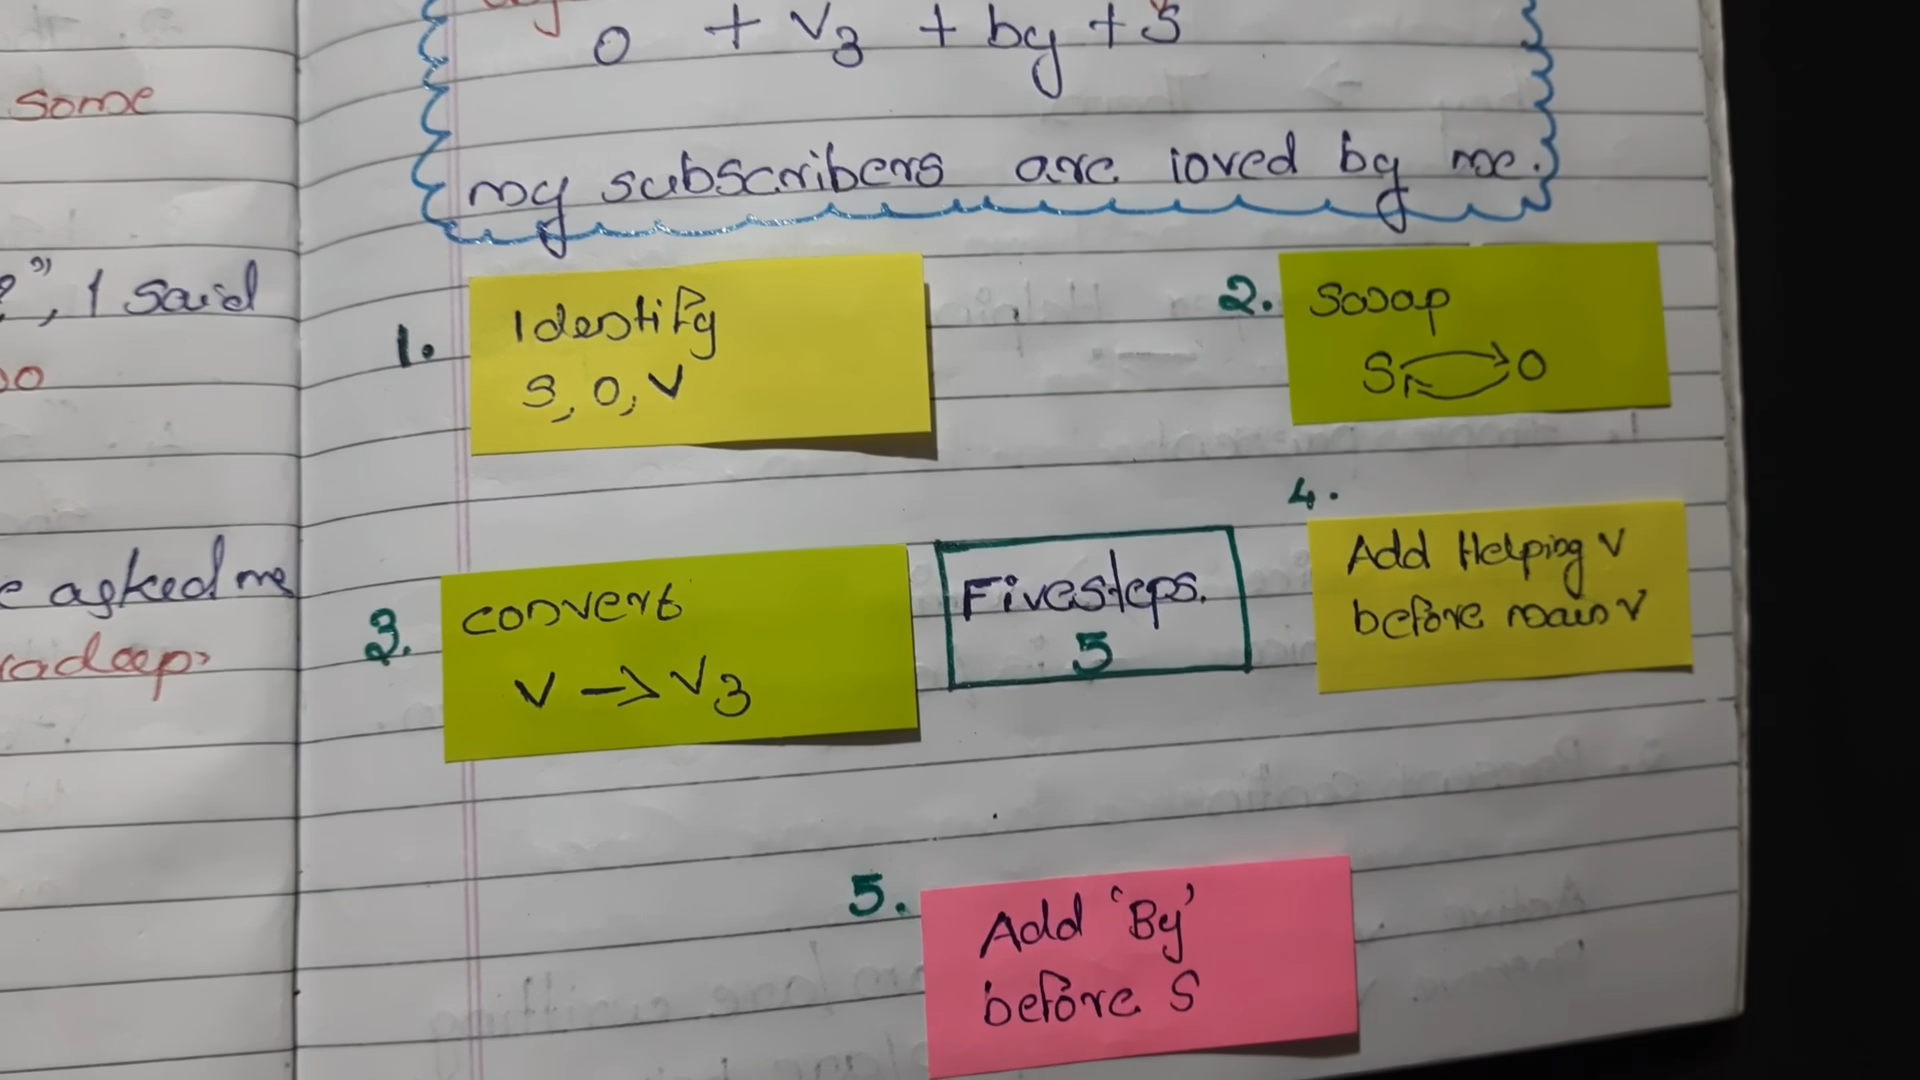 some
?", I said
e asked me
radeep.
O + V3 + by + S
my subscribers are loved by me.
1. Identify
S, O, V
2. Swap
S O
3. convert
V → V3
Five steps.
5
4.
Add Helping V
before main V
5. Add 'By'
before S